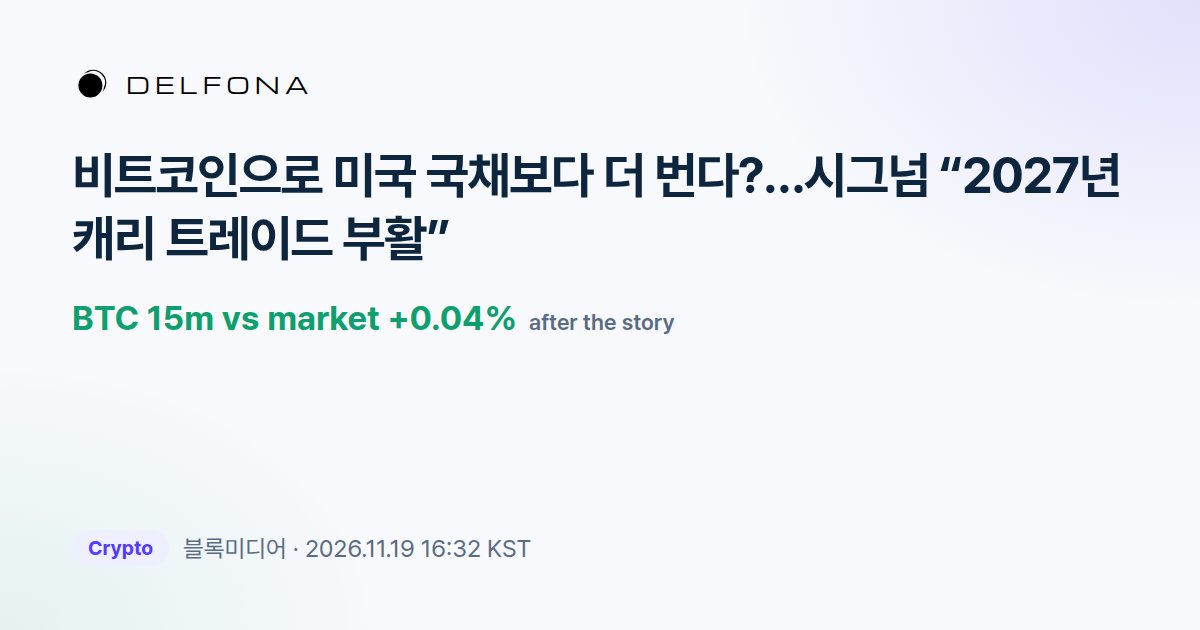 DELFONA
비트코인으로 미국 국채보다 더 번다?…시그넘 “2027년
캐리 트레이드 부활”
BTC 15m vs market +0.04% after the story
Crypto 블록미디어 · 2026.11.19 16:32 KST